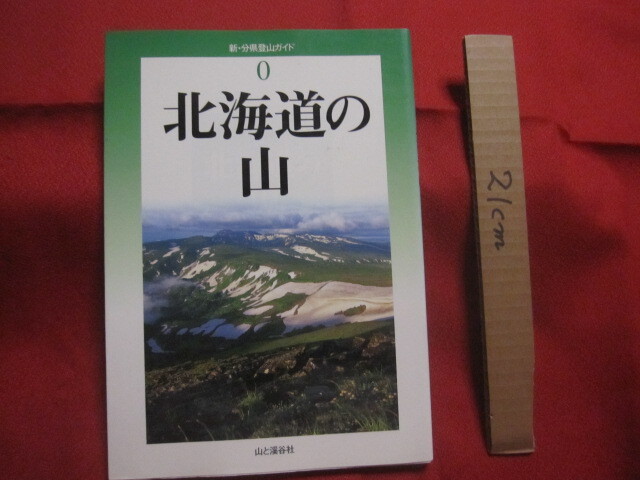 新・分県登山ガイド
0
北海道の
山
山と溪谷社
21cm